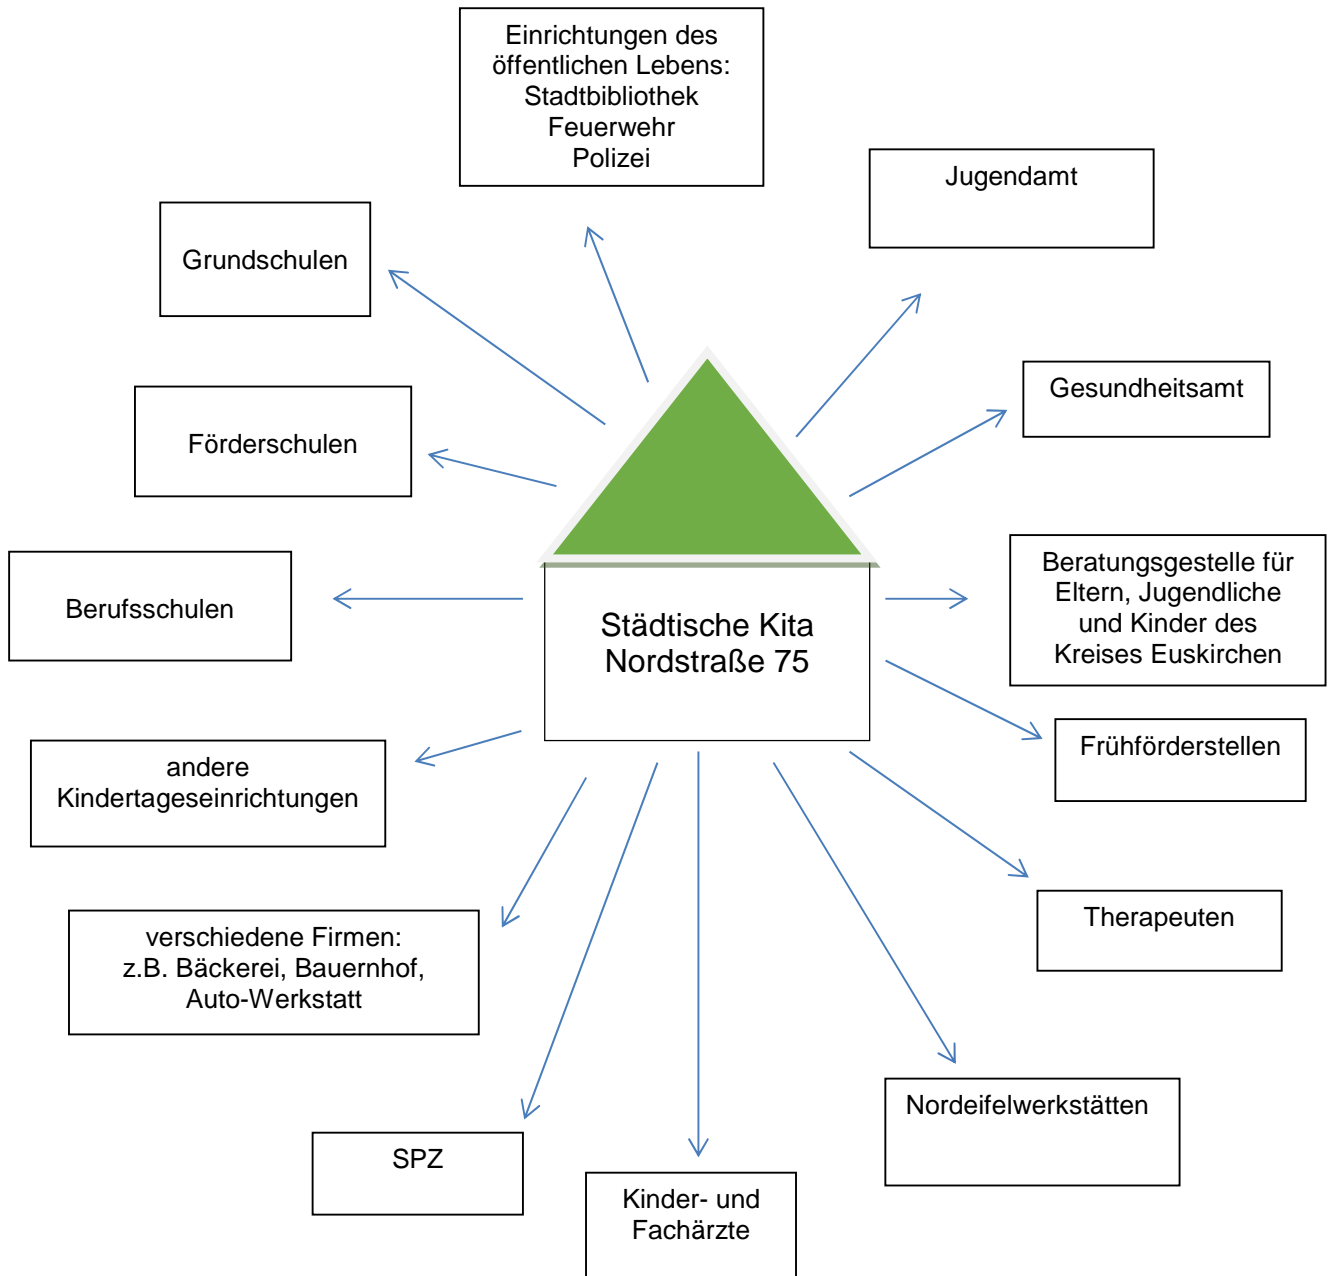 Einrichtungen des
öffentlichen Lebens:
Stadtbibliothek
Feuerwehr
Polizei
Jugendamt
Grundschulen
Gesundheitsamt
Förderschulen
Beratungsgestelle für
Eltern, Jugendliche
und Kinder des
Kreises Euskirchen
Berufsschulen
Städtische Kita
Nordstraße 75
Frühförderstellen
andere
Kindertageseinrichtungen
Therapeuten
verschiedene Firmen:
z.B. Bäckerei, Bauernhof,
Auto-Werkstatt
Nordeifelwerkstätten
SPZ
Kinder- und
Fachärzte